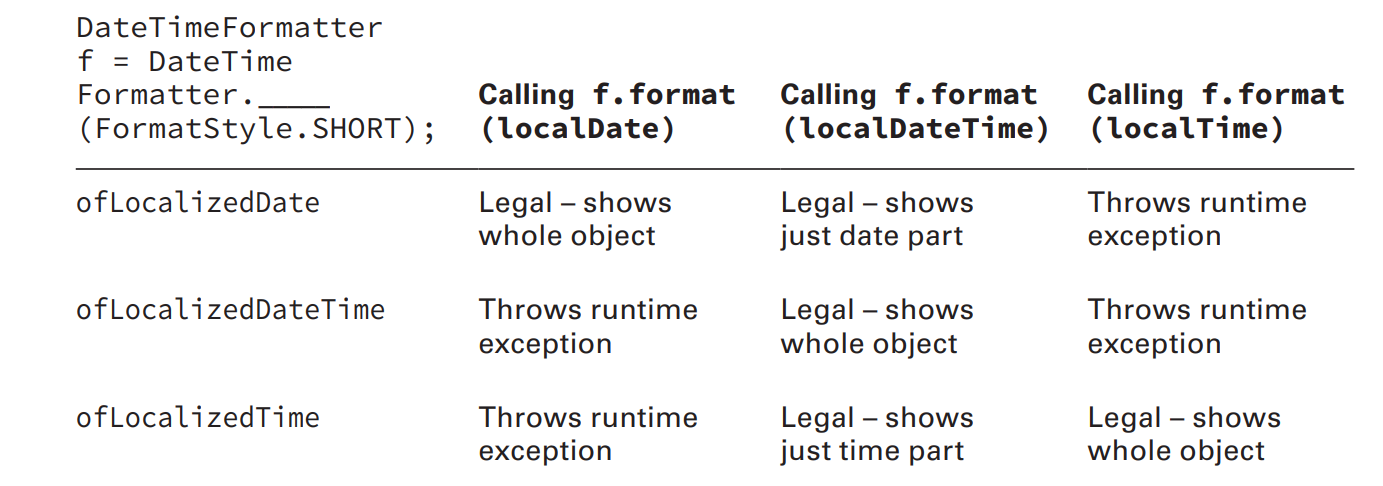 DateTimeFormatter
f = DateTime
Formatter._____ Calling f.format Calling f.format Calling f.format
(FormatStyle.SHORT); (localDate) (localDateTime) (localTime)
ofLocalizedDate Legal – shows Legal – shows Throws runtime
whole object just date part exception
ofLocalizedDateTime Throws runtime Legal – shows Throws runtime
exception whole object exception
ofLocalizedTime Throws runtime Legal – shows Legal – shows
exception just time part whole object